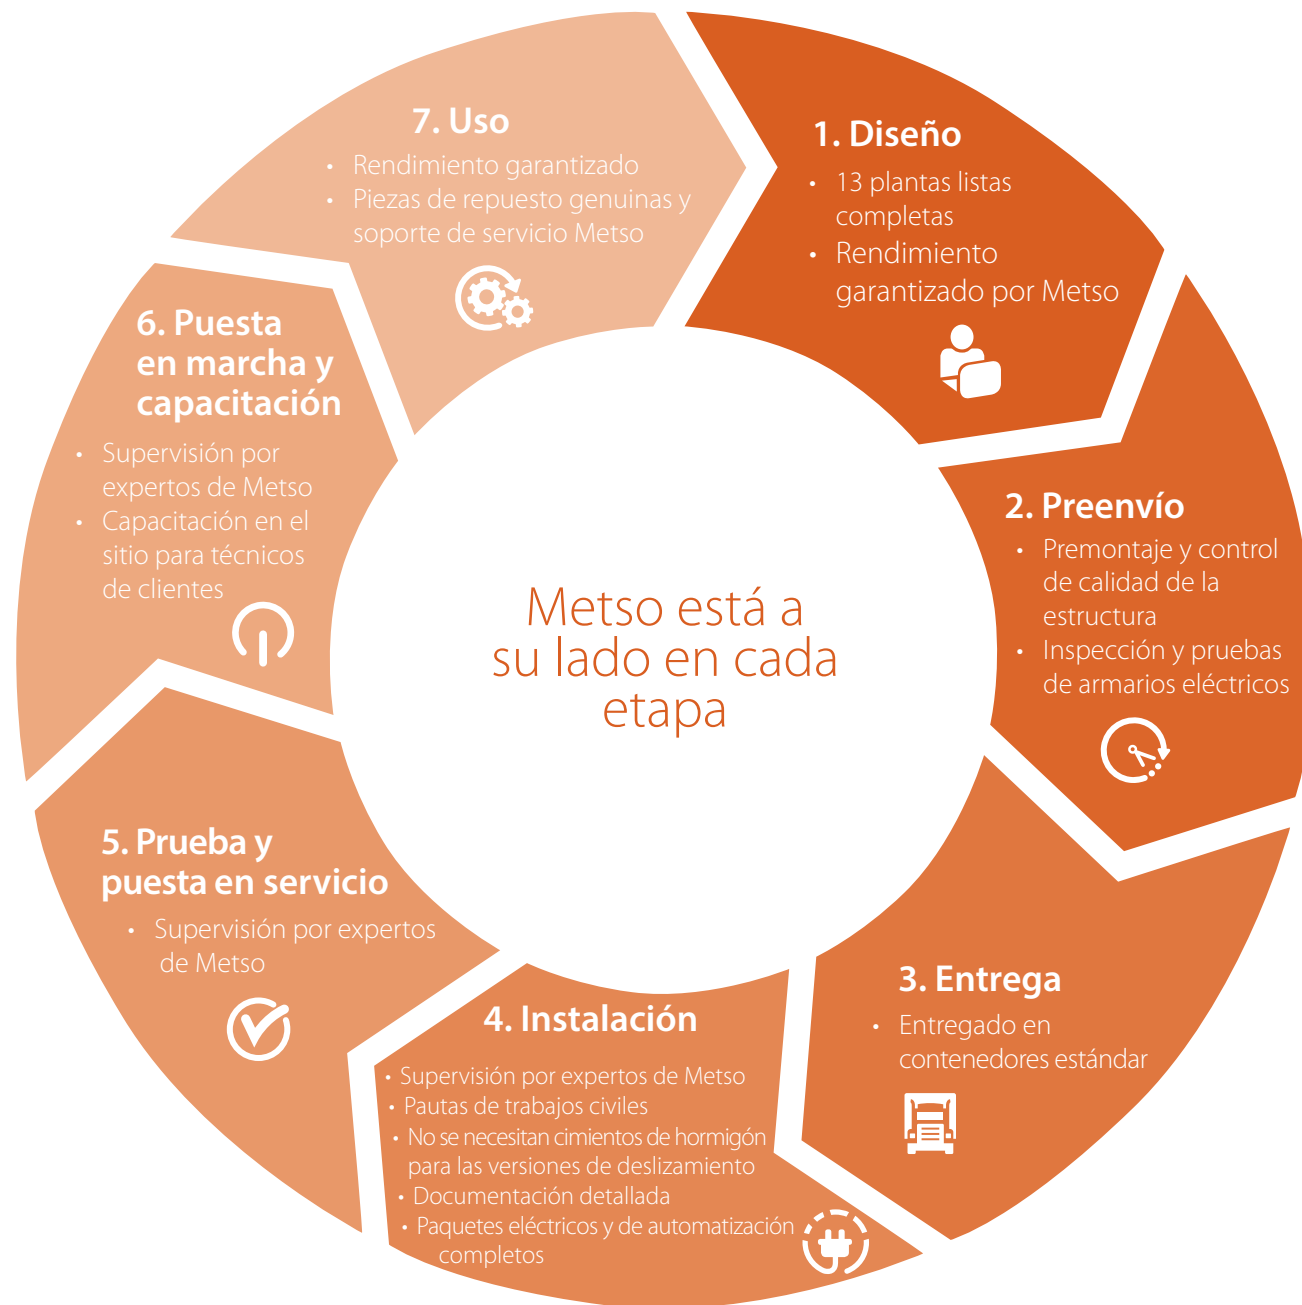 1. Diseño
• 13 plantas listas
completas
• Rendimiento
garantizado por Metso
2. Preenvío
• Premontaje y control
de calidad de la
estructura
• Inspección y pruebas
de armarios eléctricos
3. Entrega
• Entregado en
contenedores estándar
4. Instalación
• Supervisión por expertos de Metso
• Pautas de trabajos civiles
• No se necesitan cimientos de hormigón
para las versiones de deslizamiento
• Documentación detallada
• Paquetes eléctricos y de automatización
completos
5. Prueba y
puesta en servicio
• Supervisión por expertos
de Metso
6. Puesta
en marcha y
capacitación
• Supervisión por
expertos de Metso
• Capacitación en el
sitio para técnicos
de clientes
7. Uso
• Rendimiento garantizado
• Piezas de repuesto genuinas y
soporte de servicio Metso
Metso está a
su lado en cada
etapa